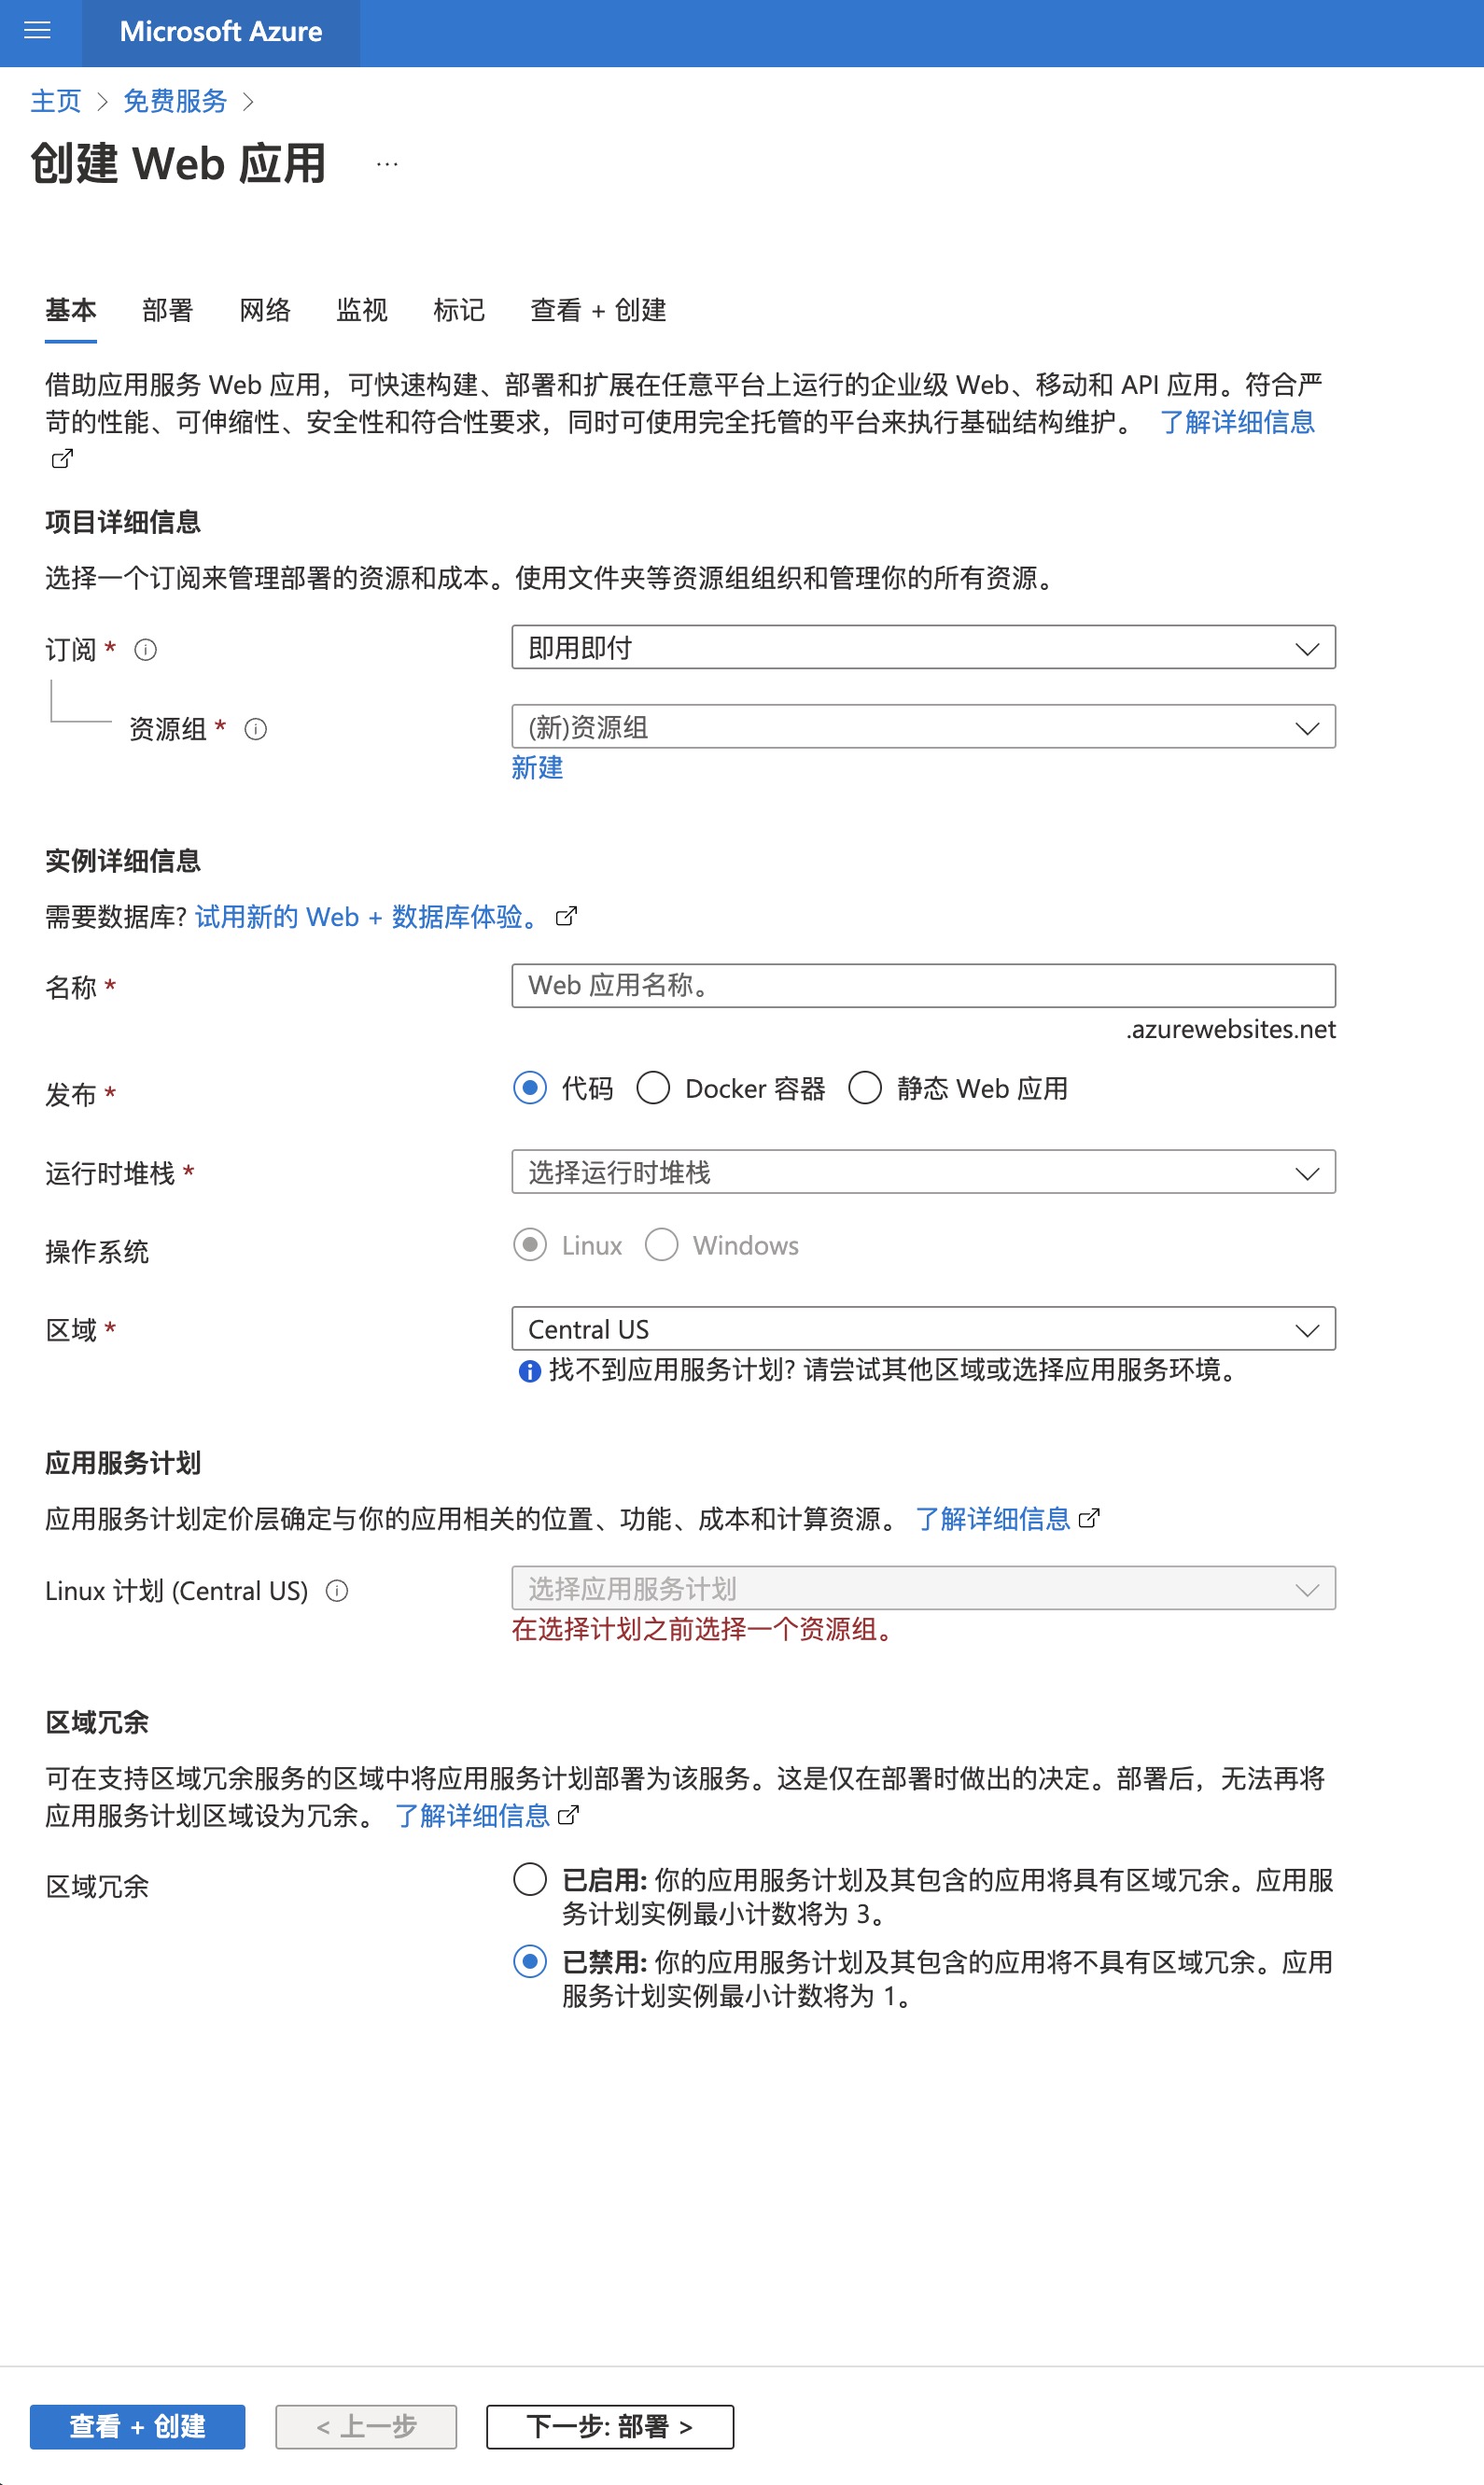 Microsoft Azure
主页 > 免费服务 >
创建 Web 应用 ...
基本 部署 网络 监视 标记 查看 + 创建
借助应用服务 Web 应用，可快速构建、部署和扩展在任意平台上运行的企业级 Web、移动和 API 应用。符合严
苛的性能、可伸缩性、安全性和符合性要求，同时可使用完全托管的平台来执行基础结构维护。 了解详细信息
项目详细信息
选择一个订阅来管理部署的资源和成本。使用文件夹等资源组组织和管理你的所有资源。
订阅 * 即用即付
资源组 * (新)资源组
新建
实例详细信息
需要数据库? 试用新的 Web + 数据库体验。
名称 * Web 应用名称。
.azurewebsites.net
发布 * 代码 Docker 容器 静态 Web 应用
运行时堆栈 * 选择运行时堆栈
操作系统 Linux Windows
区域 * Central US
找不到应用服务计划? 请尝试其他区域或选择应用服务环境。
应用服务计划
应用服务计划定价层确定与你的应用相关的位置、功能、成本和计算资源。 了解详细信息
Linux 计划 (Central US) 选择应用服务计划
在选择计划之前选择一个资源组。
区域冗余
可在支持区域冗余服务的区域中将应用服务计划部署为该服务。这是仅在部署时做出的决定。部署后，无法再将
应用服务计划区域设为冗余。 了解详细信息
区域冗余 已启用: 你的应用服务计划及其包含的应用将具有区域冗余。应用服
务计划实例最小计数将为 3。
已禁用: 你的应用服务计划及其包含的应用将不具有区域冗余。应用
服务计划实例最小计数将为 1。
查看 + 创建 < 上一步 下一步: 部署 >